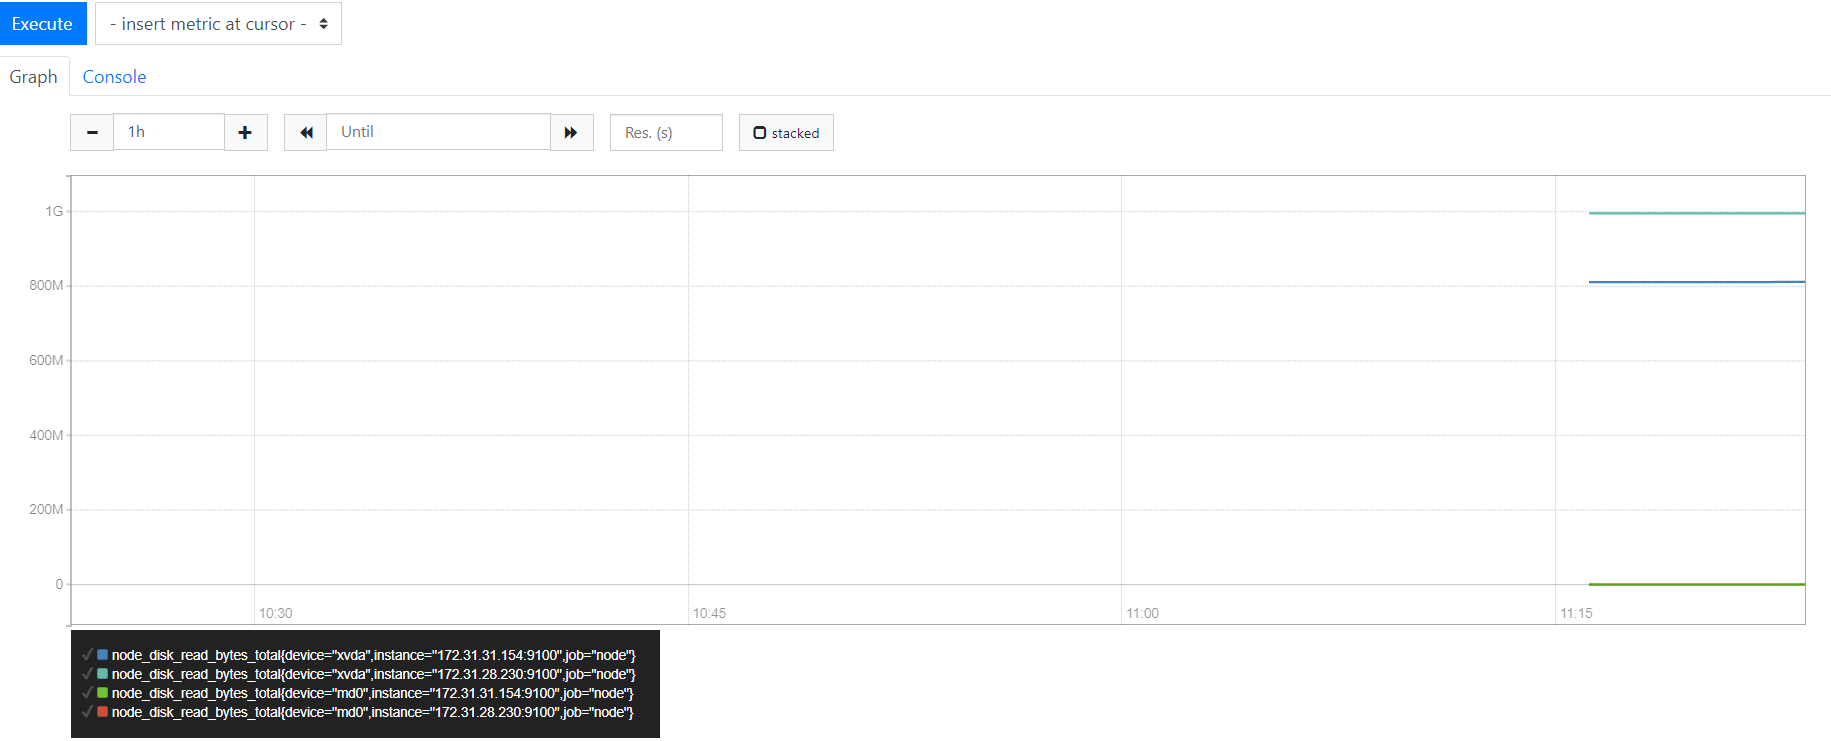 Execute - insert metric at cursor -
Graph Console
1h Until Res. (s) stacked
1G
800M
600M
400M
200M
0
10:30 10:45 11:00 11:15
node_disk_read_bytes_total{device="xvda",instance="172.31.31.154:9100",job="node"}
node_disk_read_bytes_total{device="xvda",instance="172.31.28.230:9100",job="node"}
node_disk_read_bytes_total{device="md0",instance="172.31.31.154:9100",job="node"}
node_disk_read_bytes_total{device="md0",instance="172.31.28.230:9100",job="node"}